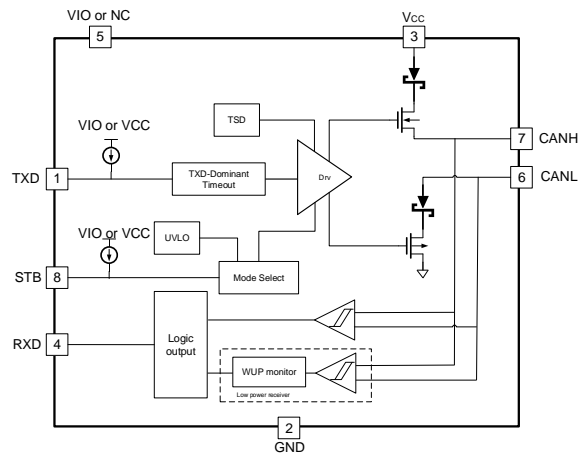 VIO or NC
5
VCC
3
TSD
VIO or VCC
7
CANH
TXD
1
TXD-Dominant
Timeout
Drv
6
CANL
VIO or VCC
UVLO
STB
8
Mode Select
RXD
4
Logic
output
WUP monitor
Low power receiver
2
GND